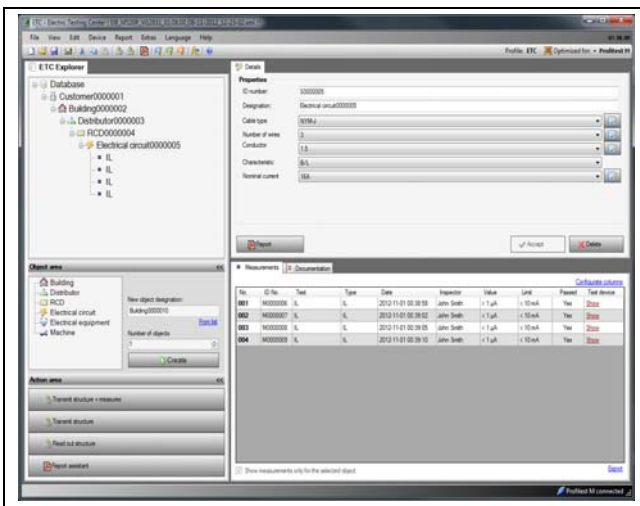 ETC - Electric Testing Center
File View Edit Device Report Extras Language Help
Profile: ETC Optimized for: Profitest M
ETC Explorer
Database
Customer0000001
Building0000002
Distributor0000003
RCD0000004
Electrical circuit0000005
IL
IL
IL
IL
Details
Properties
ID number: S0000005
Designation: Electrical circuit0000005
Cable type NYM-J
Number of wires 3
Conductor 1.5
Characteristic B/L
Nominal current 16A
Report Accept Delete
Object area
Building
Distributor
RCD
Electrical circuit
Electrical equipment
Machine
New object designation:
Building0000010
From list
Number of objects
1
Create
Action area
Transmit structure + measures
Transmit structure
Read out structure
Report assistant
Measurements Documentation
Configurate columns
No. ID No. Test Type Date Inspector Value Limit Passed Test device
001 M0000006 IL IL 2012-11-01 00:38:58 John Smith < 1 µA < 10 mA Yes Show
002 M0000007 IL IL 2012-11-01 00:39:02 John Smith < 1 µA < 10 mA Yes Show
003 M0000008 IL IL 2012-11-01 00:39:05 John Smith < 1 µA < 10 mA Yes Show
004 M0000009 IL IL 2012-11-01 00:39:10 John Smith < 1 µA < 10 mA Yes Show
Show measurements only for the selected object
Export
Profitest M connected